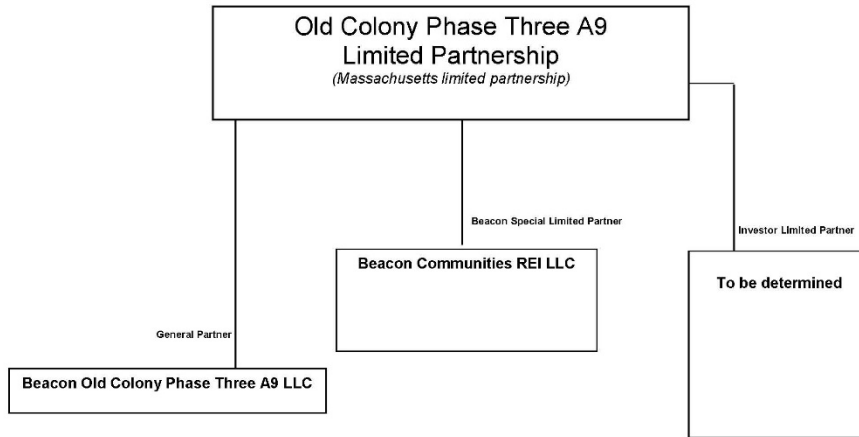 Old Colony Phase Three A9
Limited Partnership
(Massachusetts limited partnership)
Beacon Special Limited Partner
Investor Limited Partner
Beacon Communities REI LLC
To be determined
General Partner
Beacon Old Colony Phase Three A9 LLC